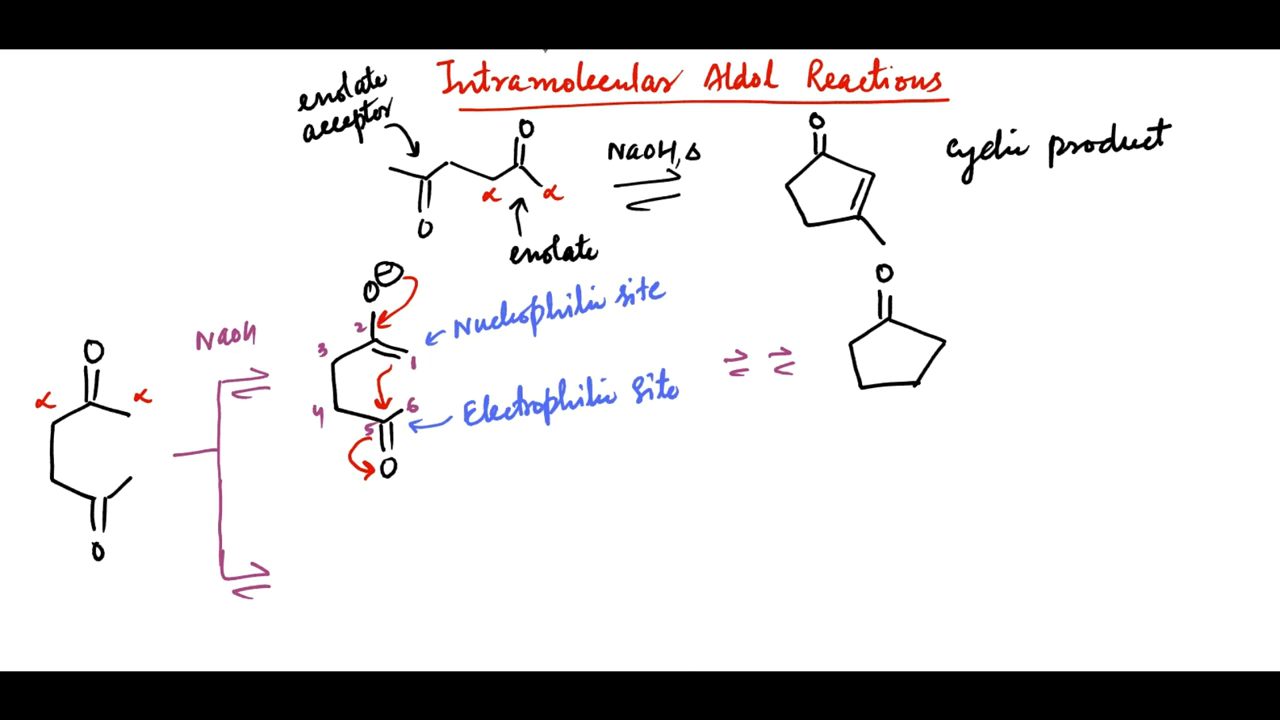 Intramolecular Aldol Reactions
enolate
acceptor
O
NaOH, Δ
O
cyclic product
α
α
O
enolate
O
⊖
O
Nucleophilic site
NaOH
2
3
1
O
α
α
4
6
5
Electrophilic site
O
O